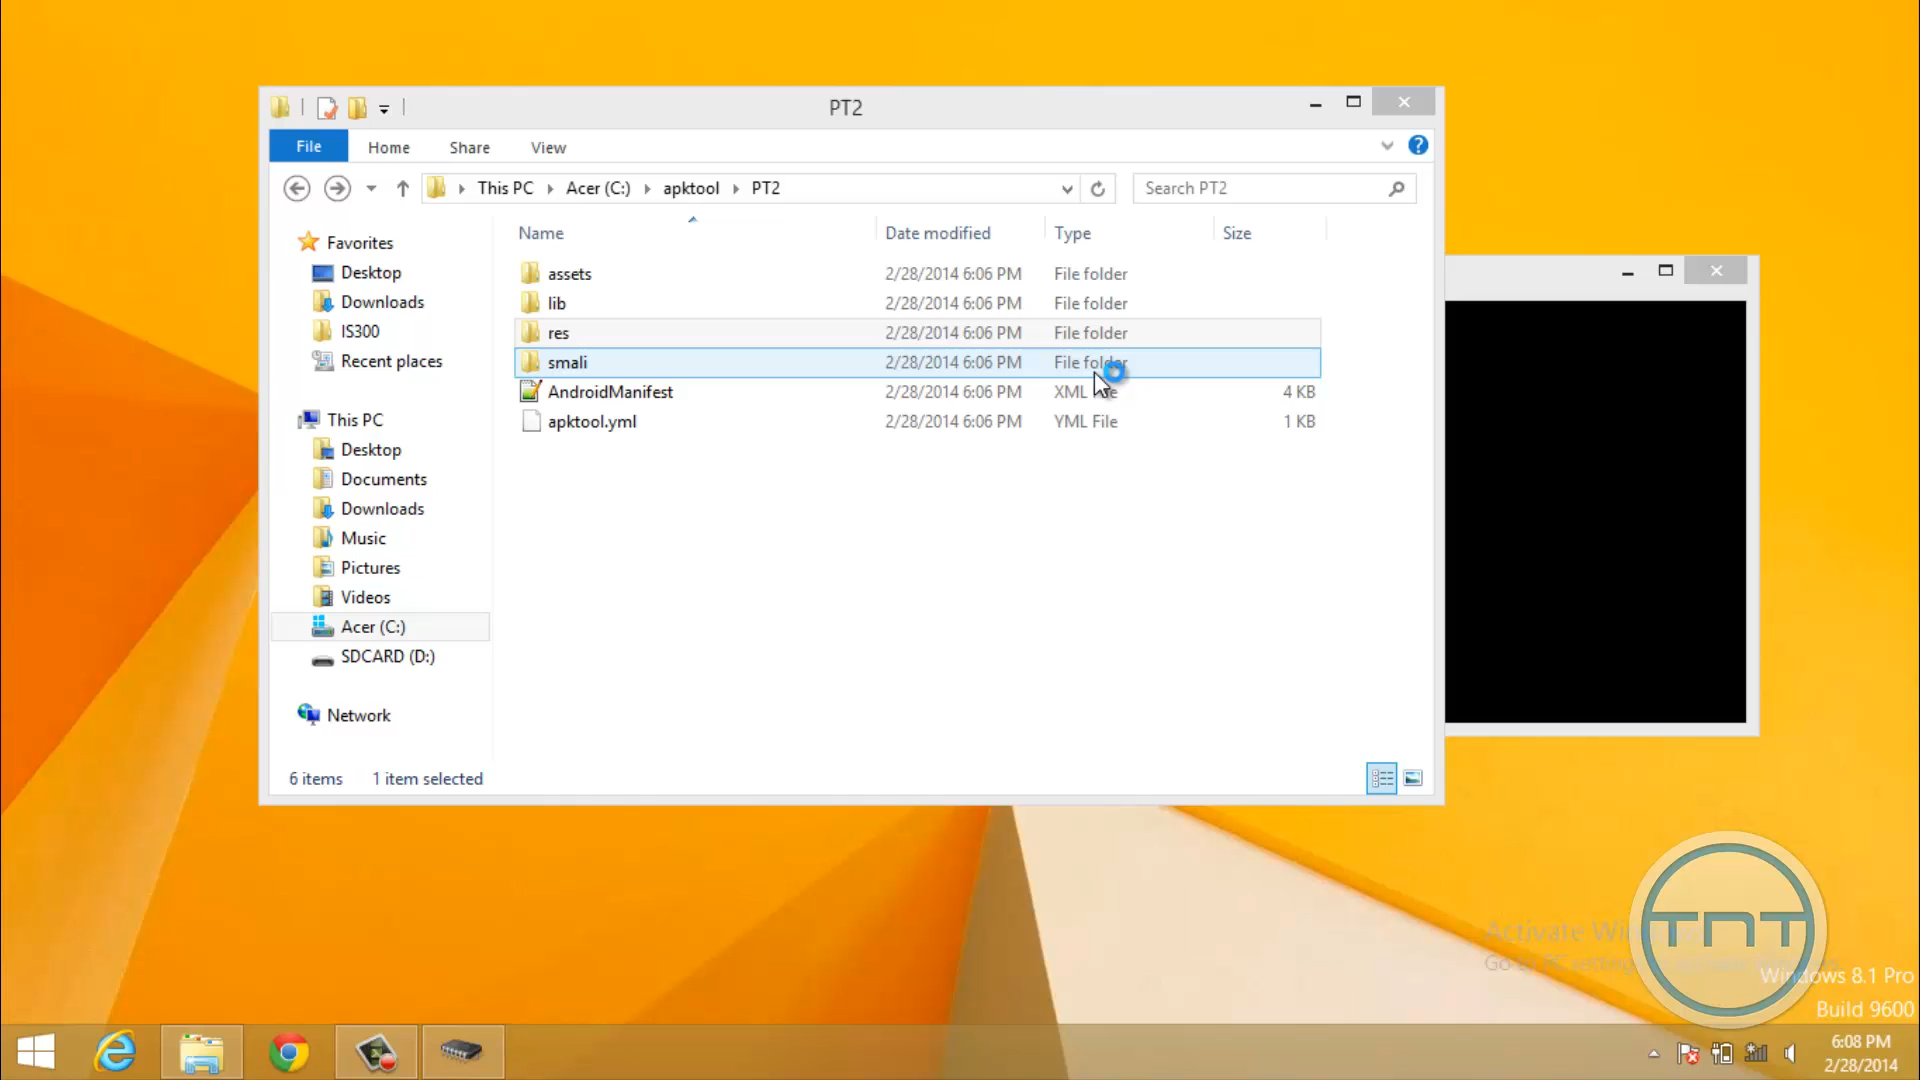 PT2
File Home Share View
This PC Acer (C:) apktool PT2
Search PT2
Name Date modified Type Size
assets 2/28/2014 6:06 PM File folder
lib 2/28/2014 6:06 PM File folder
res 2/28/2014 6:06 PM File folder
smali 2/28/2014 6:06 PM File folder
AndroidManifest 2/28/2014 6:06 PM XML File 4 KB
apktool.yml 2/28/2014 6:06 PM YML File 1 KB
Favorites
Desktop
Downloads
IS300
Recent places
This PC
Desktop
Documents
Downloads
Music
Pictures
Videos
Acer (C:)
SDCARD (D:)
Network
6 items 1 item selected
Activate
Go to PC
TNT
Windows 8.1 Pro
Build 9600
6:08 PM
2/28/2014